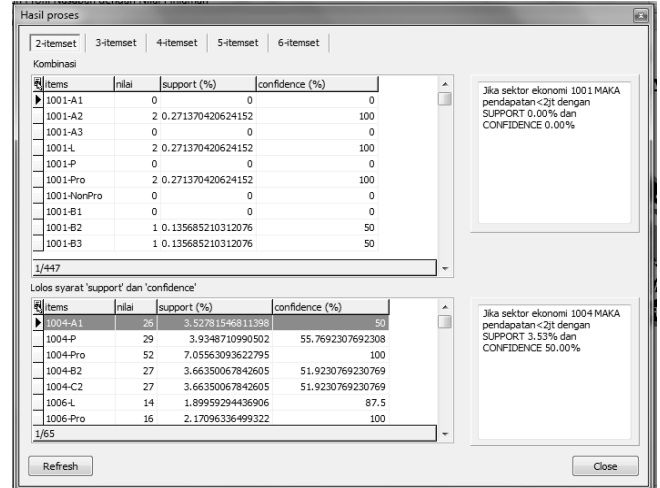 Hasil proses
2-itemset 3-itemset 4-itemset 5-itemset 6-itemset
Kombinasi
items nilai support (%) confidence (%)
1001-A1 0 0 0
1001-A2 2 0.271370420624152 100
1001-A3 0 0 0
1001-L 2 0.271370420624152 100
1001-P 0 0 0
1001-Pro 2 0.271370420624152 100
1001-NonPro 0 0 0
1001-B1 0 0 0
1001-B2 1 0.135685210312076 50
1001-B3 1 0.135685210312076 50
1/447
Jika sektor ekonomi 1001 MAKA
pendapatan<2jt dengan
SUPPORT 0.00% dan
CONFIDENCE 0.00%
Lolos syarat 'support' dan 'confidence'
items nilai support (%) confidence (%)
1004-A1 26 3.52781546811398 50
1004-P 29 3.9348710990502 55.7692307692308
1004-Pro 52 7.05563093622795 100
1004-B2 27 3.66350067842605 51.9230769230769
1004-C2 27 3.66350067842605 51.9230769230769
1006-L 14 1.89959294436906 87.5
1006-Pro 16 2.17096336499322 100
1/65
Jika sektor ekonomi 1004 MAKA
pendapatan<2jt dengan
SUPPORT 3.53% dan
CONFIDENCE 50.00%
Refresh Close